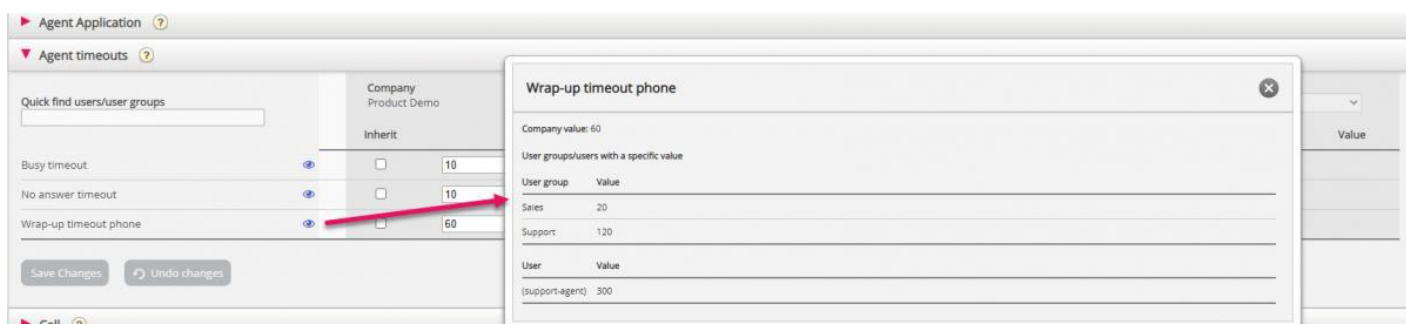 Agent Application ?
Agent timeouts ?
Quick find users/user groups
Company
Product Demo
Inherit
Value
Busy timeout 10
No answer timeout 10
Wrap-up timeout phone 60
Save Changes Undo changes
Call ?
Wrap-up timeout phone
Company value: 60
User groups/users with a specific value
User group Value
Sales 20
Support 120
User Value
(support-agent) 300